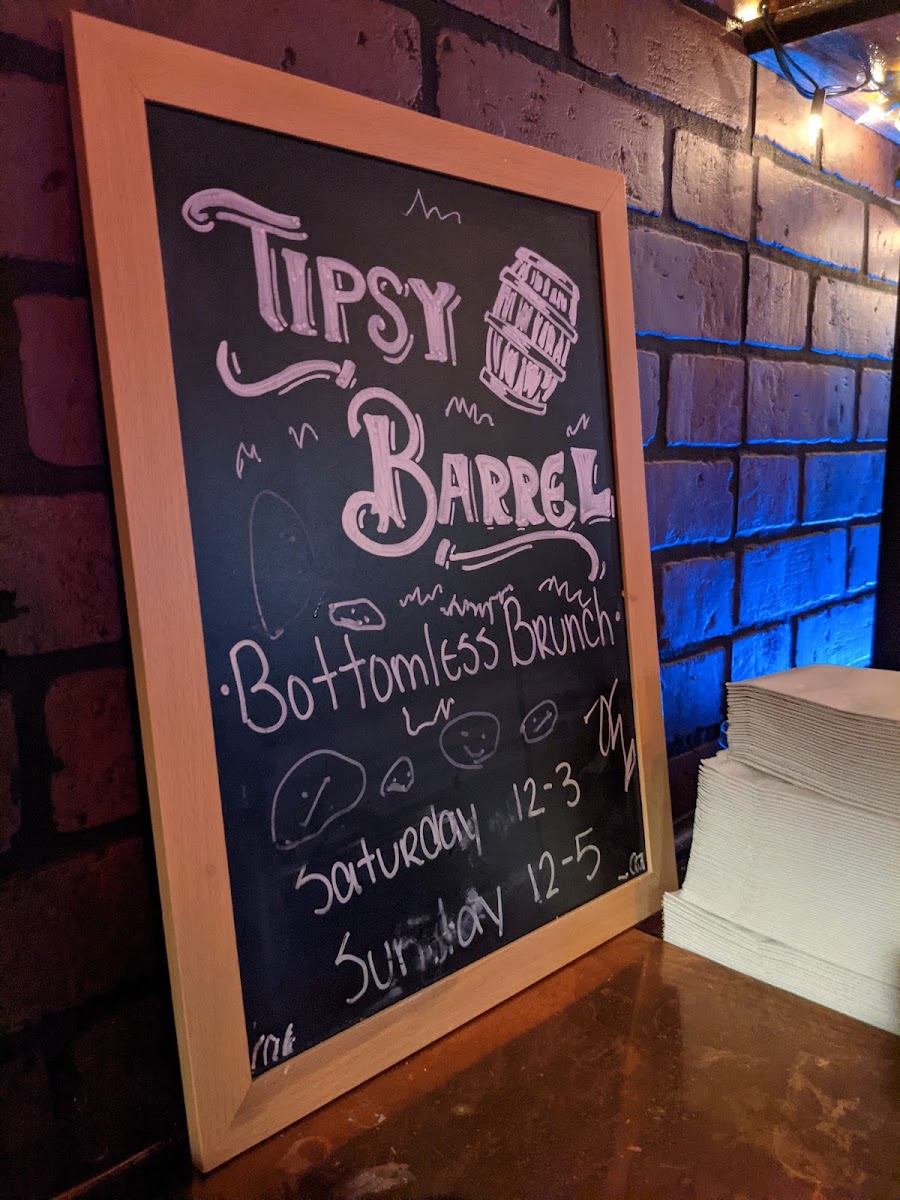 TIPSY
BARREL
·Bottomless Brunch·
Saturday 12-3
Sunday 12-5